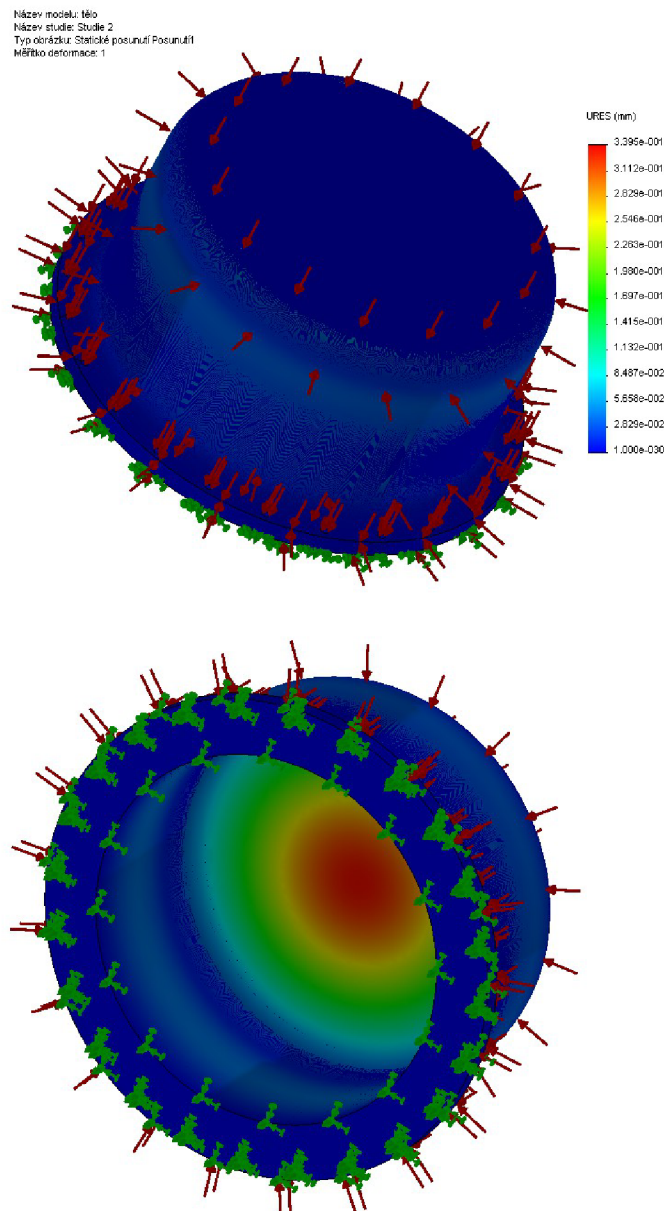 Název modelu: tělo
Název studie: Studie 2
Typ obrázku: Statické posunutí Posunutí1
Měřítko deformace: 1
URES (mm)
3.395e-001
3.112e-001
2.829e-001
2.546e-001
2.263e-001
1.980e-001
1.697e-001
1.415e-001
1.132e-001
8.487e-002
5.658e-002
2.829e-002
1.000e-030